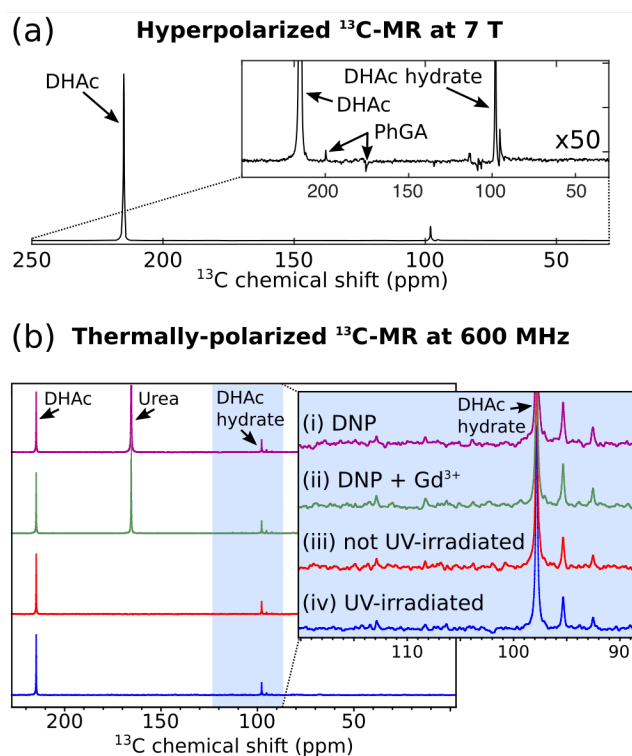 (a) Hyperpolarized ¹³C-MR at 7 T
DHAc
DHAc hydrate
DHAc
PhGA
x50
200 150 100 50
250 200 150 100 50
¹³C chemical shift (ppm)
(b) Thermally-polarized ¹³C-MR at 600 MHz
DHAc Urea DHAc
hydrate
DHAc
hydrate
(i) DNP
(ii) DNP + Gd³⁺
(iii) not UV-irradiated
(iv) UV-irradiated
110 100 90
200 150 100 50
¹³C chemical shift (ppm)